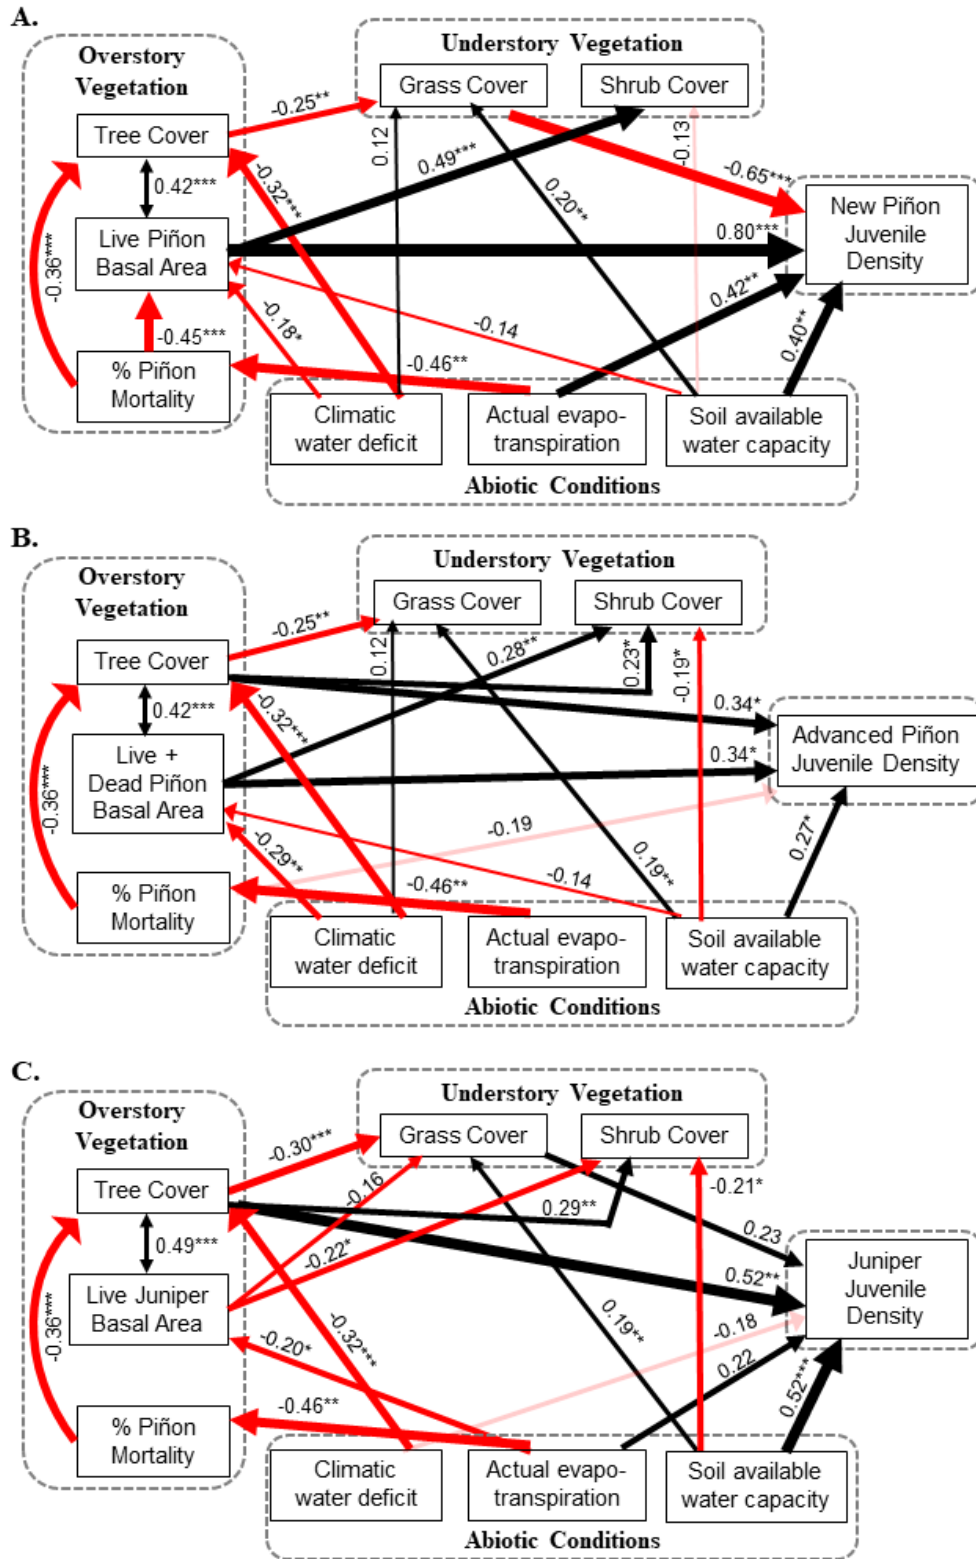 A.
Overstory
Vegetation
Understory Vegetation
Grass Cover
Shrub Cover
Tree Cover
-0.25**
0.12
0.49***
-0.13
-0.32***
0.20**
-0.65***
0.42***
-0.36***
Live Piñon
Basal Area
0.80***
New Piñon
Juvenile
Density
-0.18*
-0.14
0.42**
0.40**
-0.45***
-0.46**
% Piñon
Mortality
Climatic
water deficit
Actual evapo-
transpiration
Soil available
water capacity
Abiotic Conditions
B.
Overstory
Vegetation
Understory Vegetation
Grass Cover
Shrub Cover
Tree Cover
-0.25**
0.12
0.28**
0.23*
-0.19*
-0.32***
0.34*
0.42***
-0.36***
Live +
Dead Piñon
Basal Area
0.34*
Advanced Piñon
Juvenile Density
-0.29**
-0.19
0.19**
0.27*
-0.46**
-0.14
% Piñon
Mortality
Climatic
water deficit
Actual evapo-
transpiration
Soil available
water capacity
Abiotic Conditions
C.
Overstory
Vegetation
Understory Vegetation
Grass Cover
Shrub Cover
Tree Cover
-0.30***
-0.16
0.29**
-0.21*
-0.22*
0.23
0.49***
-0.36***
Live Juniper
Basal Area
0.52**
Juniper
Juvenile
Density
-0.20*
-0.32***
0.19**
-0.18
0.22
0.52***
-0.46**
% Piñon
Mortality
Climatic
water deficit
Actual evapo-
transpiration
Soil available
water capacity
Abiotic Conditions